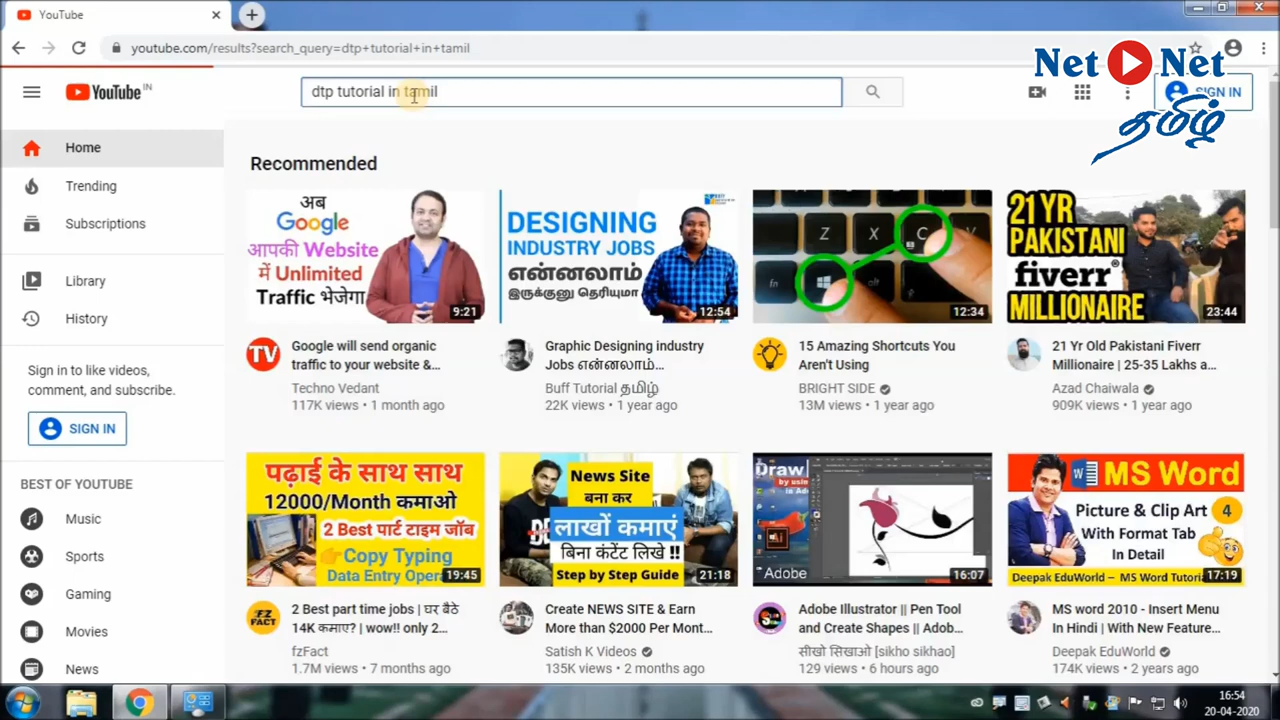 YouTube
youtube.com/results?search_query=dtp+tutorial+in+tamil
Net Net
தமிழ்
YouTube IN
dtp tutorial in tamil
SIGN IN
Home
Trending
Subscriptions
Library
History
Sign in to like videos,
comment, and subscribe.
SIGN IN
BEST OF YOUTUBE
Music
Sports
Gaming
Movies
News
Recommended
अब
Google
आपकी Website
में Unlimited
Traffic भेजेगा
9:21
TV
Google will send organic
traffic to your website &...
Techno Vedant
117K views • 1 month ago
BUFF
DESIGNING
INDUSTRY JOBS
என்னலாம்
இருக்குனு தெரியுமா
12:54
Graphic Designing industry
Jobs என்னலாம்...
Buff Tutorial தமிழ்
22K views • 1 year ago
Z X C V
fn alt
12:34
15 Amazing Shortcuts You
Aren't Using
BRIGHT SIDE
13M views • 1 year ago
21 YR
PAKISTANI
fiverr®
MILLIONAIRE
23:44
21 Yr Old Pakistani Fiverr
Millionaire | 25-35 Lakhs a...
Azad Chaiwala
909K views • 1 year ago
पढ़ाई के साथ साथ
12000/Month कमाओ
2 Best पार्ट टाइम जॉब
Copy Typing
Data Entry Oper
19:45
FZ
FACT
2 Best part time jobs | घर बैठे
14K कमाए? | wow!! only 2...
fzFact
1.7M views • 7 months ago
News Site
बना कर
लाखों कमाएं
बिना कंटेंट लिखे !!
Step by Step Guide
21:18
Create NEWS SITE & Earn
More than $2000 Per Mont...
Satish K Videos
135K views • 2 months ago
Draw
by using
in Ad
Ai
Adobe
16:07
Adobe Illustrator || Pen Tool
and Create Shapes || Adob...
सीखो सिखाओ [sikho sikhao]
129 views • 6 hours ago
W MS Word
Picture & Clip Art 4
With Format Tab
In Detail
Deepak EduWorld – MS Word Tutoria
17:19
MS word 2010 - Insert Menu
In Hindi | With New Feature...
Deepak EduWorld
174K views • 2 years ago
16:54
20-04-2020